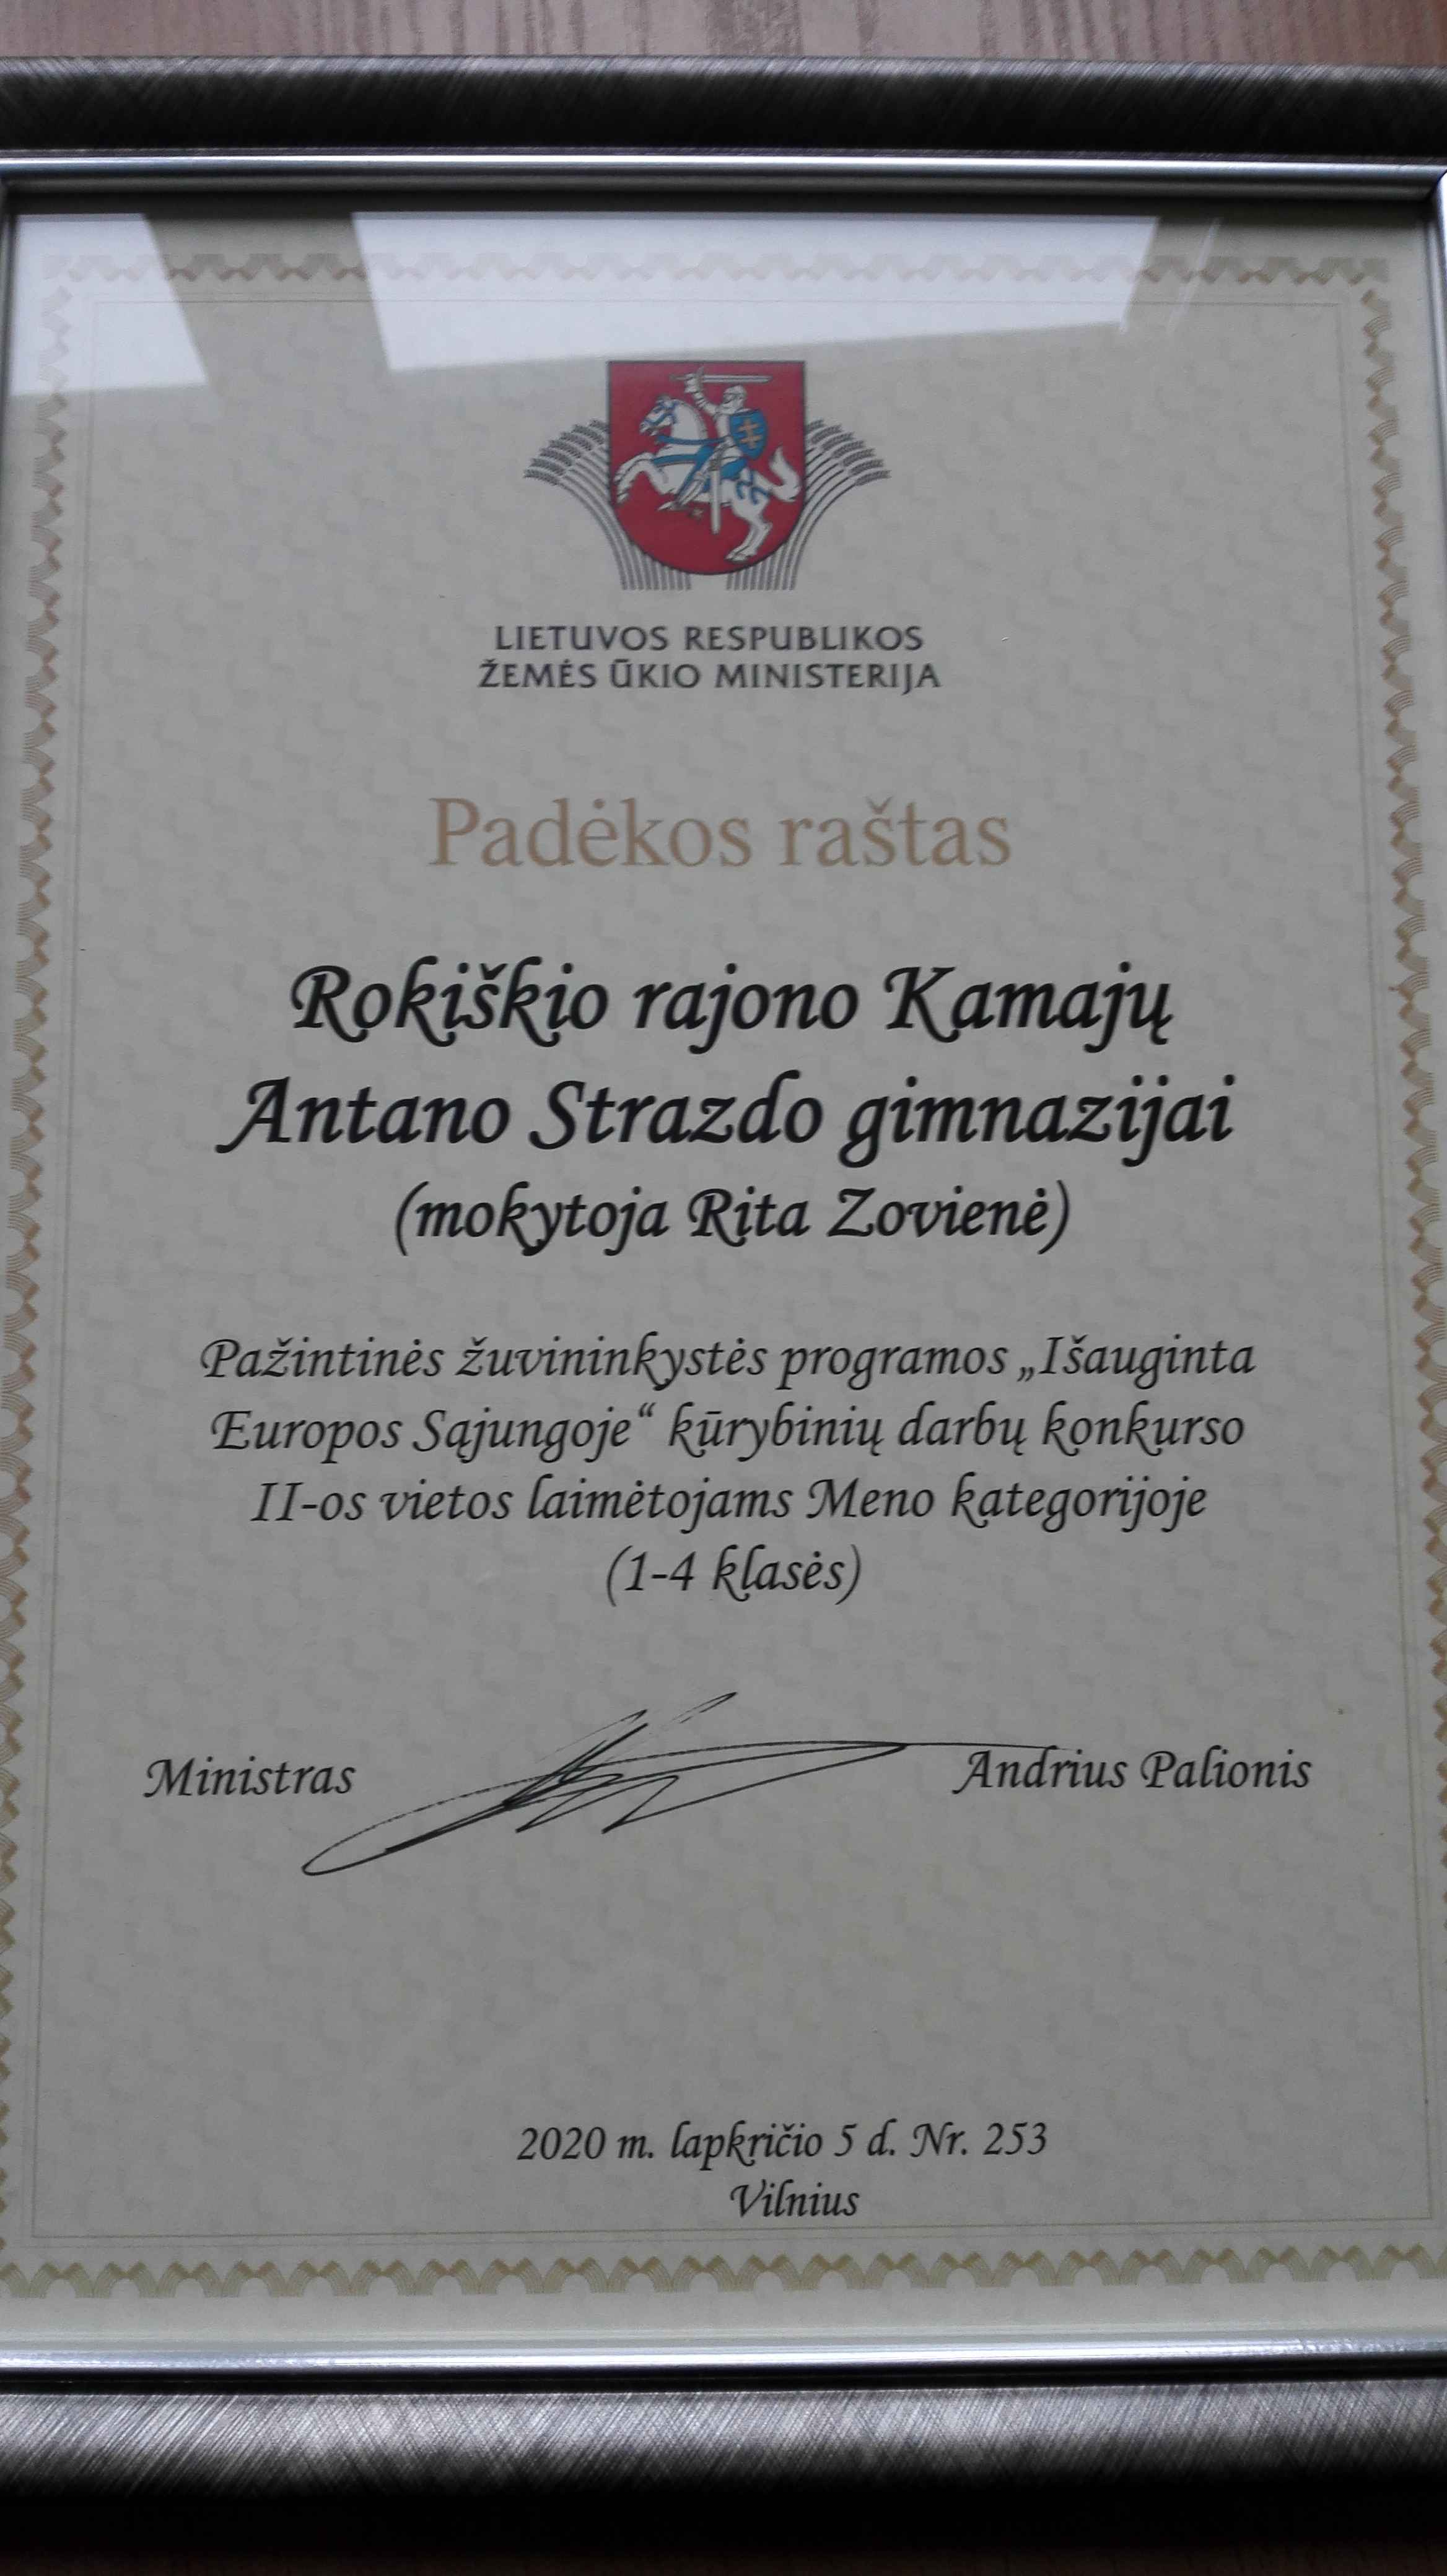 LIETUVOS RESPUBLIKOS
ŽEMĖS ŪKIO MINISTERIJA
Padėkos raštas
Rokiškio rajono Kamajų
Antano Strazdo gimnazijai
(mokytoja Rita Zovienė)
Pažintinės žuvininkystės programos „Išauginta
Europos Sąjungoje“ kūrybinių darbų konkurso
II-os vietos laimėtojams Meno kategorijoje
(1-4 klasės)
Ministras Andrius Palionis
2020 m. lapkričio 5 d. Nr. 253
Vilnius